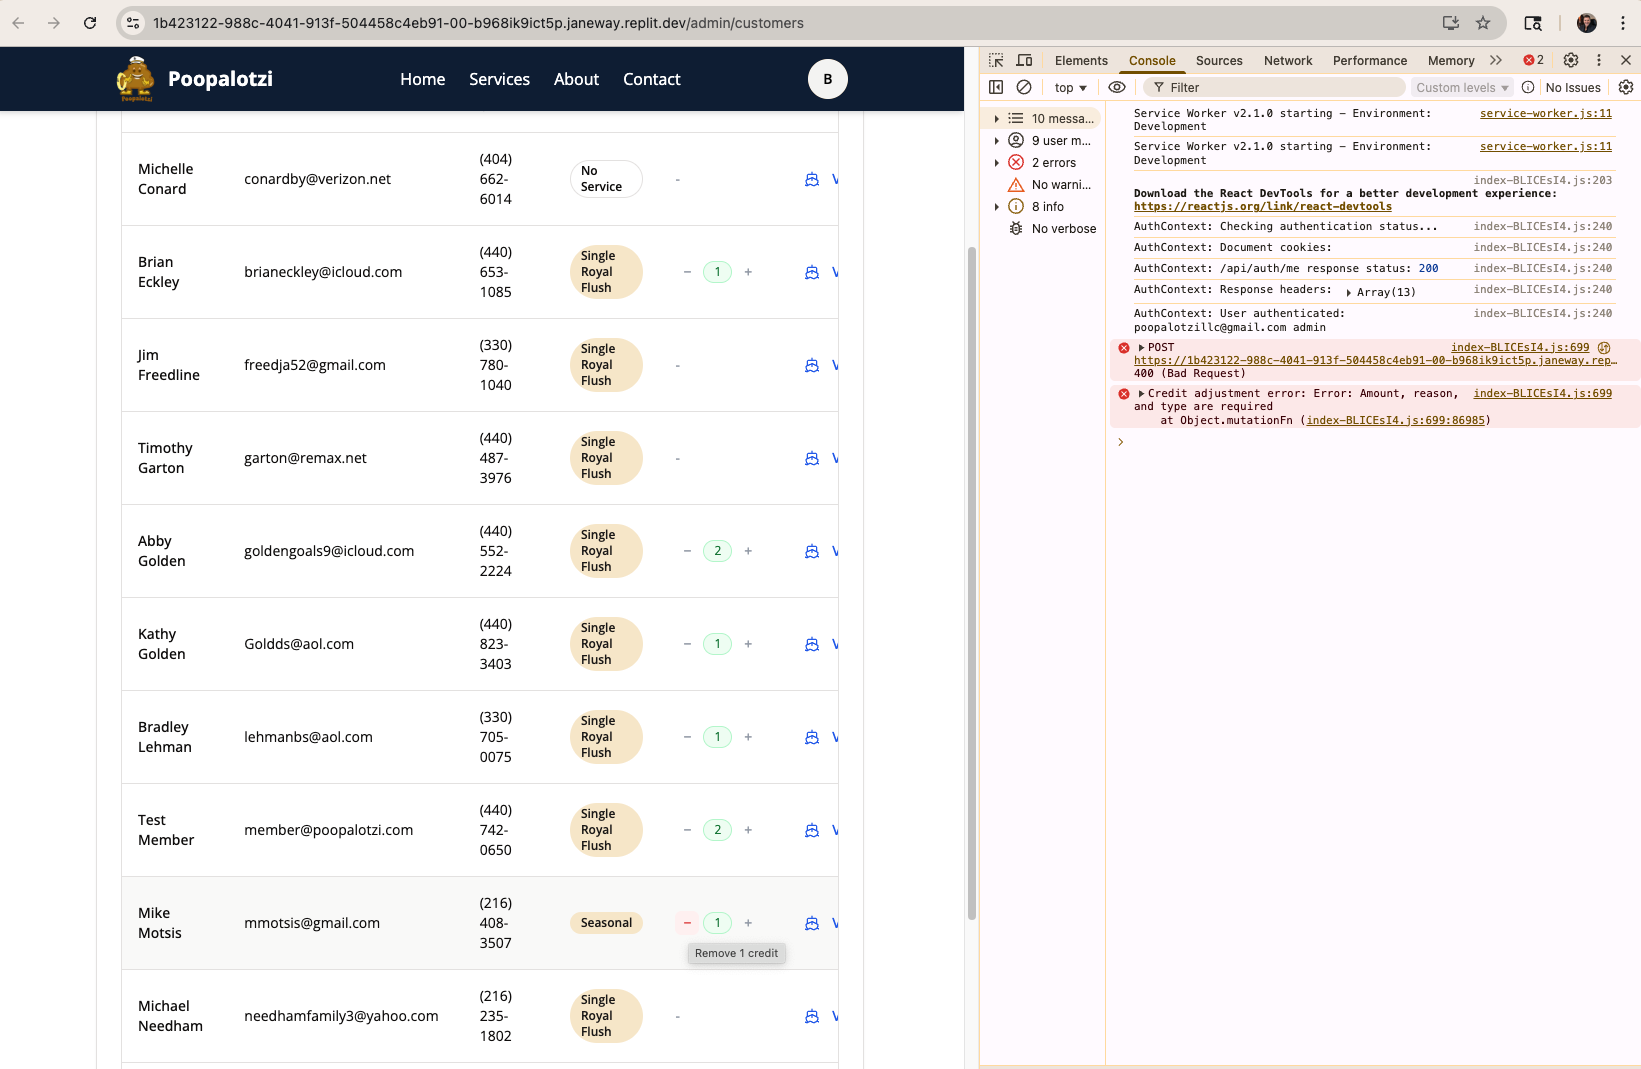 1b423122-988c-4041-913f-504458c4eb91-00-b968ik9ict5p.janeway.replit.dev/admin/customers
Poopalotzi
Poopalotzi
Home
Services
About
Contact
B
Michelle
Conard
conardby@verizon.net
(404)
662-
6014
No
Service
-
Brian
Eckley
brianeckley@icloud.com
(440)
653-
1085
Single
Royal
Flush
− 1 +
Jim
Freedline
freedja52@gmail.com
(330)
780-
1040
Single
Royal
Flush
-
Timothy
Garton
garton@remax.net
(440)
487-
3976
Single
Royal
Flush
-
Abby
Golden
goldengoals9@icloud.com
(440)
552-
2224
Single
Royal
Flush
− 2 +
Kathy
Golden
Goldds@aol.com
(440)
823-
3403
Single
Royal
Flush
− 1 +
Bradley
Lehman
lehmanbs@aol.com
(330)
705-
0075
Single
Royal
Flush
− 1 +
Test
Member
member@poopalotzi.com
(440)
742-
0650
Single
Royal
Flush
− 2 +
Mike
Motsis
mmotsis@gmail.com
(216)
408-
3507
Seasonal
− 1 +
Remove 1 credit
Michael
Needham
needhamfamily3@yahoo.com
(216)
235-
1802
Single
Royal
Flush
-
Elements
Console
Sources
Network
Performance
Memory
2
top
Filter
Custom levels
No Issues
10 messa...
9 user m...
2 errors
No warni...
8 info
No verbose
Service Worker v2.1.0 starting - Environment: service-worker.js:11
Development
Service Worker v2.1.0 starting - Environment: service-worker.js:11
Development
index-BLICEsI4.js:203
Download the React DevTools for a better development experience:
https://reactjs.org/link/react-devtools
AuthContext: Checking authentication status... index-BLICEsI4.js:240
AuthContext: Document cookies: index-BLICEsI4.js:240
AuthContext: /api/auth/me response status: 200 index-BLICEsI4.js:240
AuthContext: Response headers: Array(13) index-BLICEsI4.js:240
AuthContext: User authenticated: index-BLICEsI4.js:240
poopalotzillc@gmail.com admin
POST index-BLICEsI4.js:699
https://1b423122-988c-4041-913f-504458c4eb91-00-b968ik9ict5p.janeway.rep…
400 (Bad Request)
Credit adjustment error: Error: Amount, reason, index-BLICEsI4.js:699
and type are required
at Object.mutationFn (index-BLICEsI4.js:699:86985)